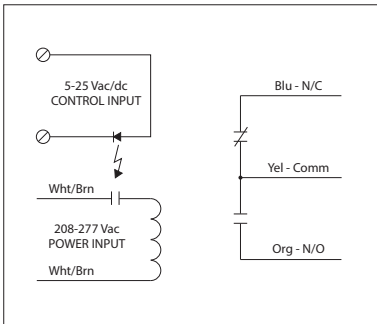 5-25 Vac/dc
CONTROL INPUT
Wht/Brn
208-277 Vac
POWER INPUT
Wht/Brn
Blu - N/C
Yel - Comm
Org - N/O